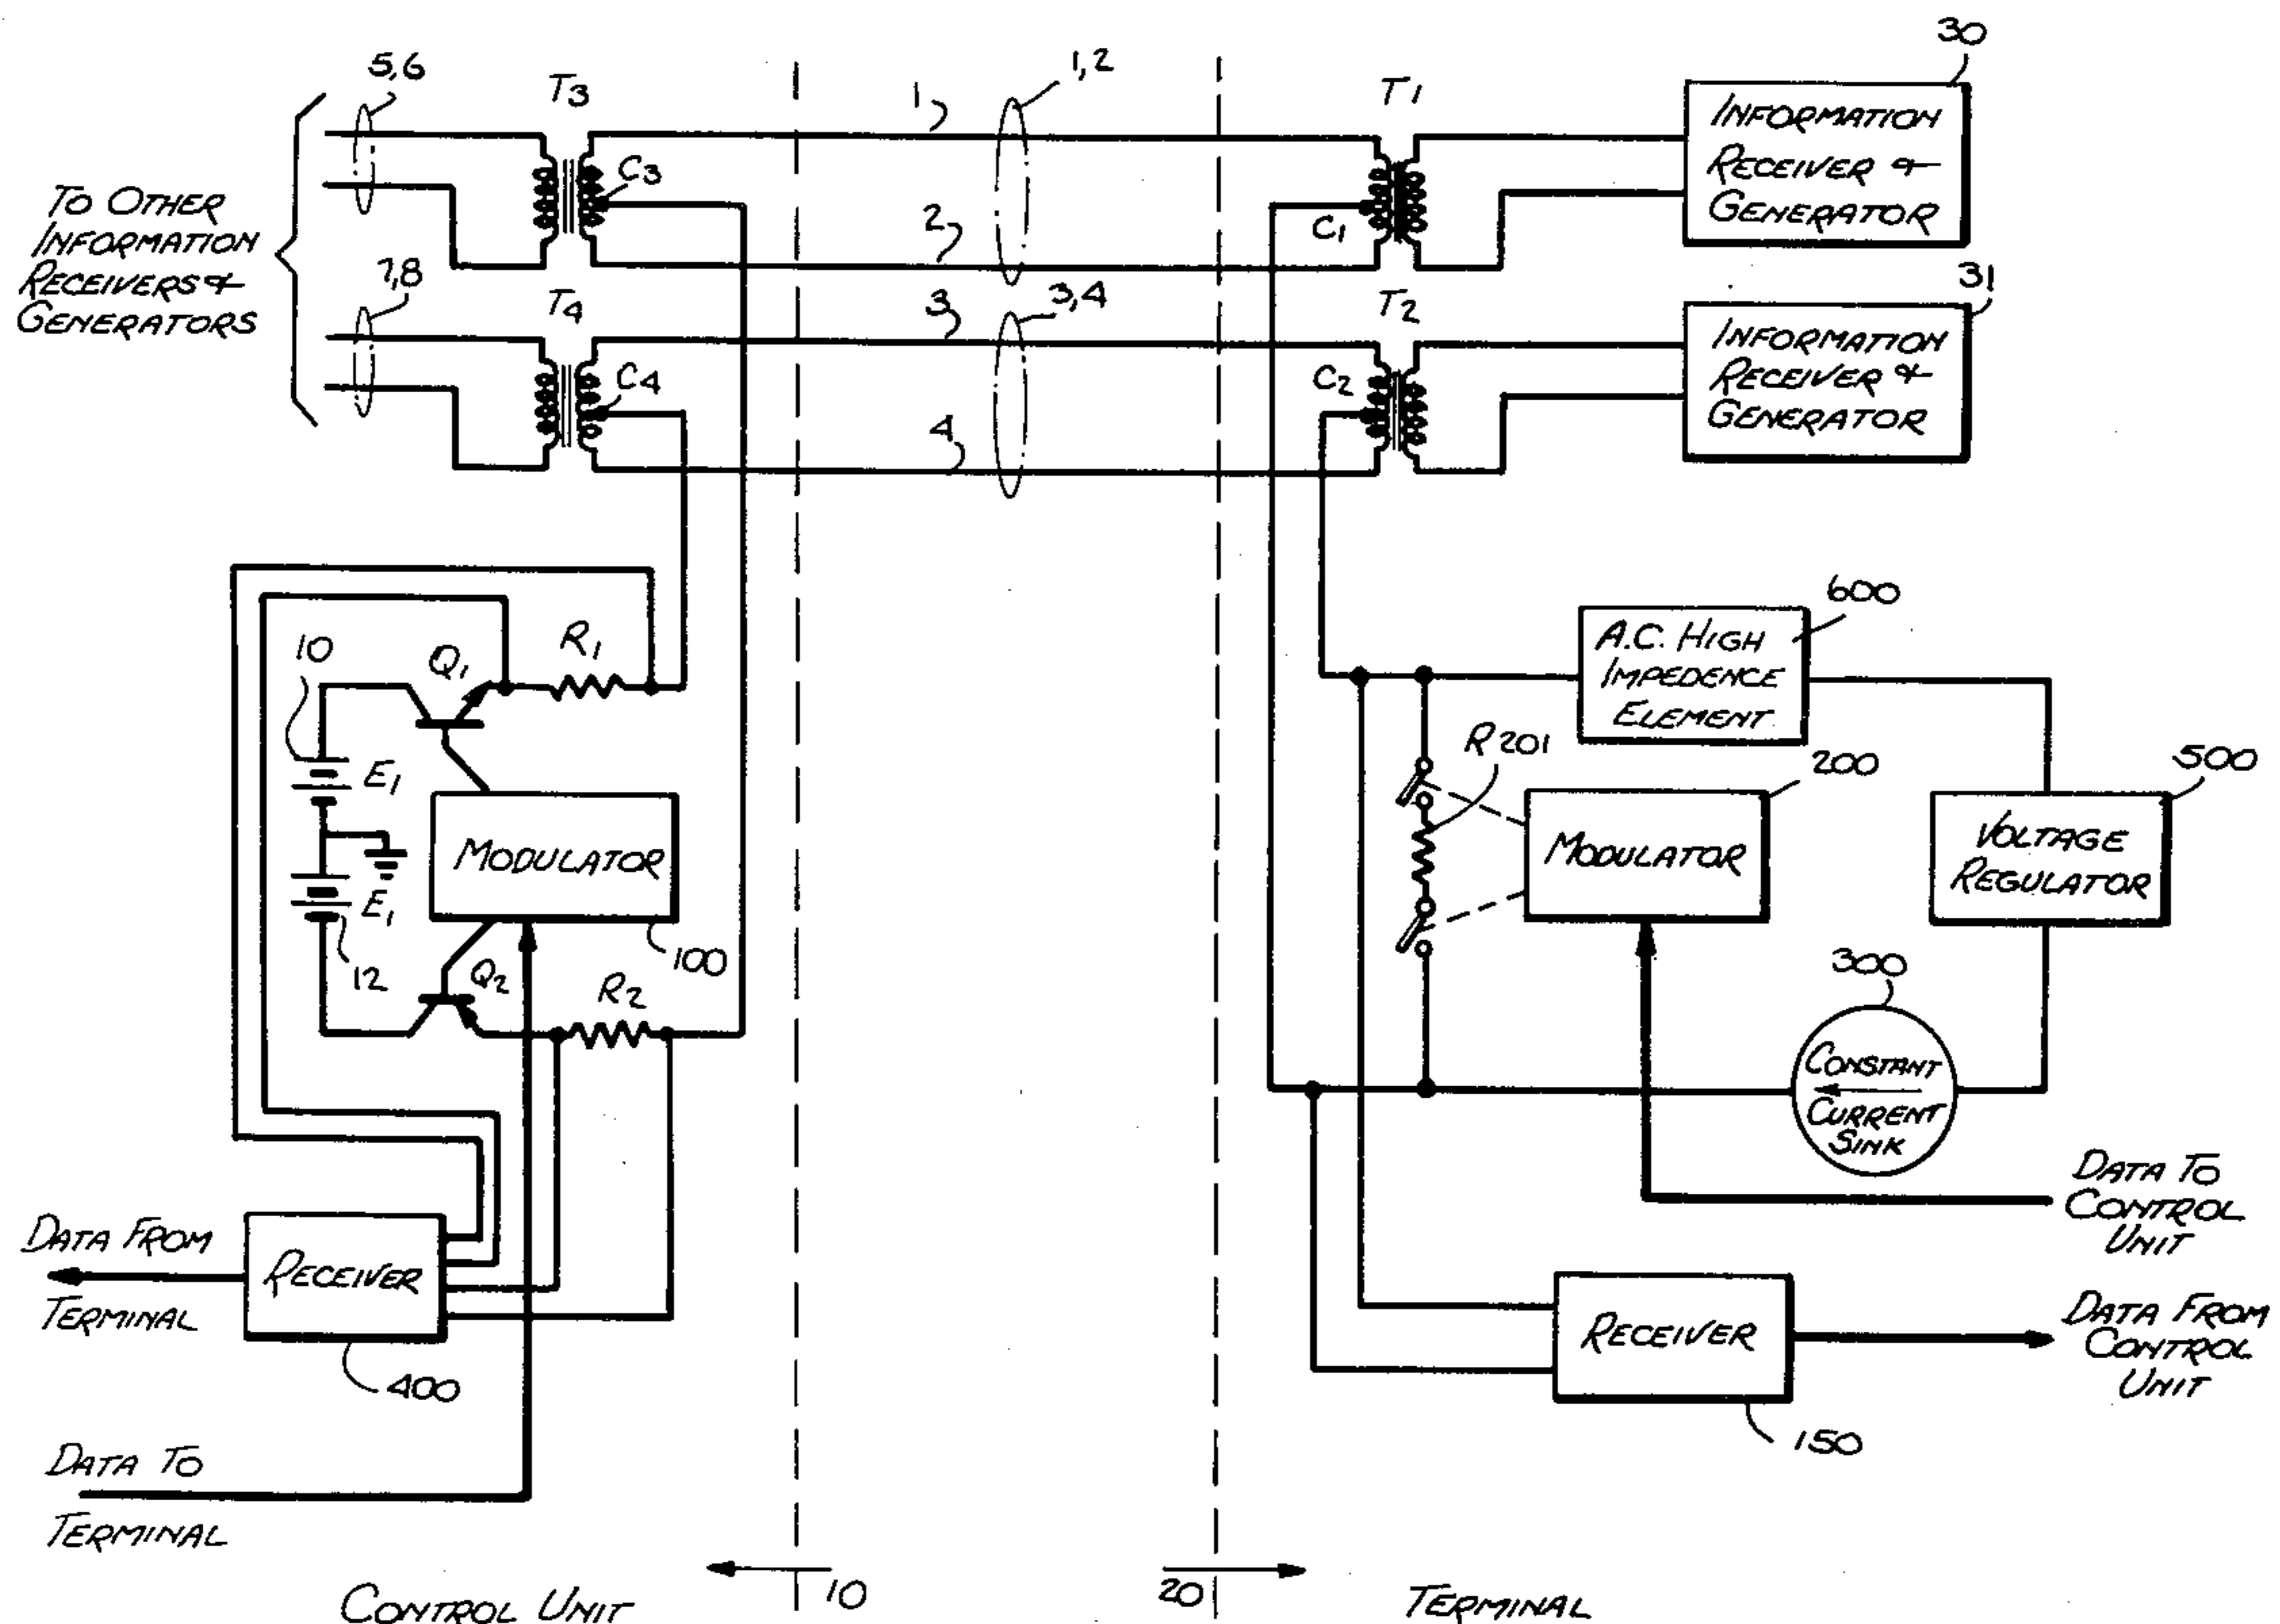 30
5,6
T3
1
1,2
T1
INFORMATION
RECEIVER &
GENERATOR
C3
C1
2
TO OTHER
INFORMATION
RECEIVERS &
GENERATORS
7,8
T4
3
3,4
T2
31
INFORMATION
RECEIVER &
GENERATOR
C4
C2
4
600
10
Q1
R1
A.C. HIGH
IMPEDENCE
ELEMENT
R201
200
500
E1
MODULATOR
MODULATOR
VOLTAGE
REGULATOR
E1
12
100
Q2
R2
300
CONSTANT
CURRENT
SINK
DATA TO
CONTROL
UNIT
DATA FROM
TERMINAL
RECEIVER
400
RECEIVER
150
DATA FROM
CONTROL
UNIT
DATA TO
TERMINAL
CONTROL UNIT
10
20
TERMINAL